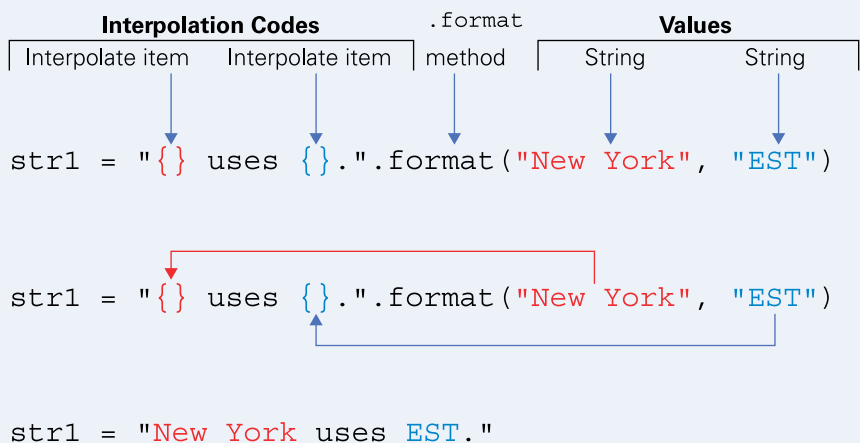 Interpolation Codes .format Values
Interpolate item Interpolate item method String String
str1 = "{} uses {}.".format("New York", "EST")
str1 = "{} uses {}.".format("New York", "EST")
str1 = "New York uses EST."